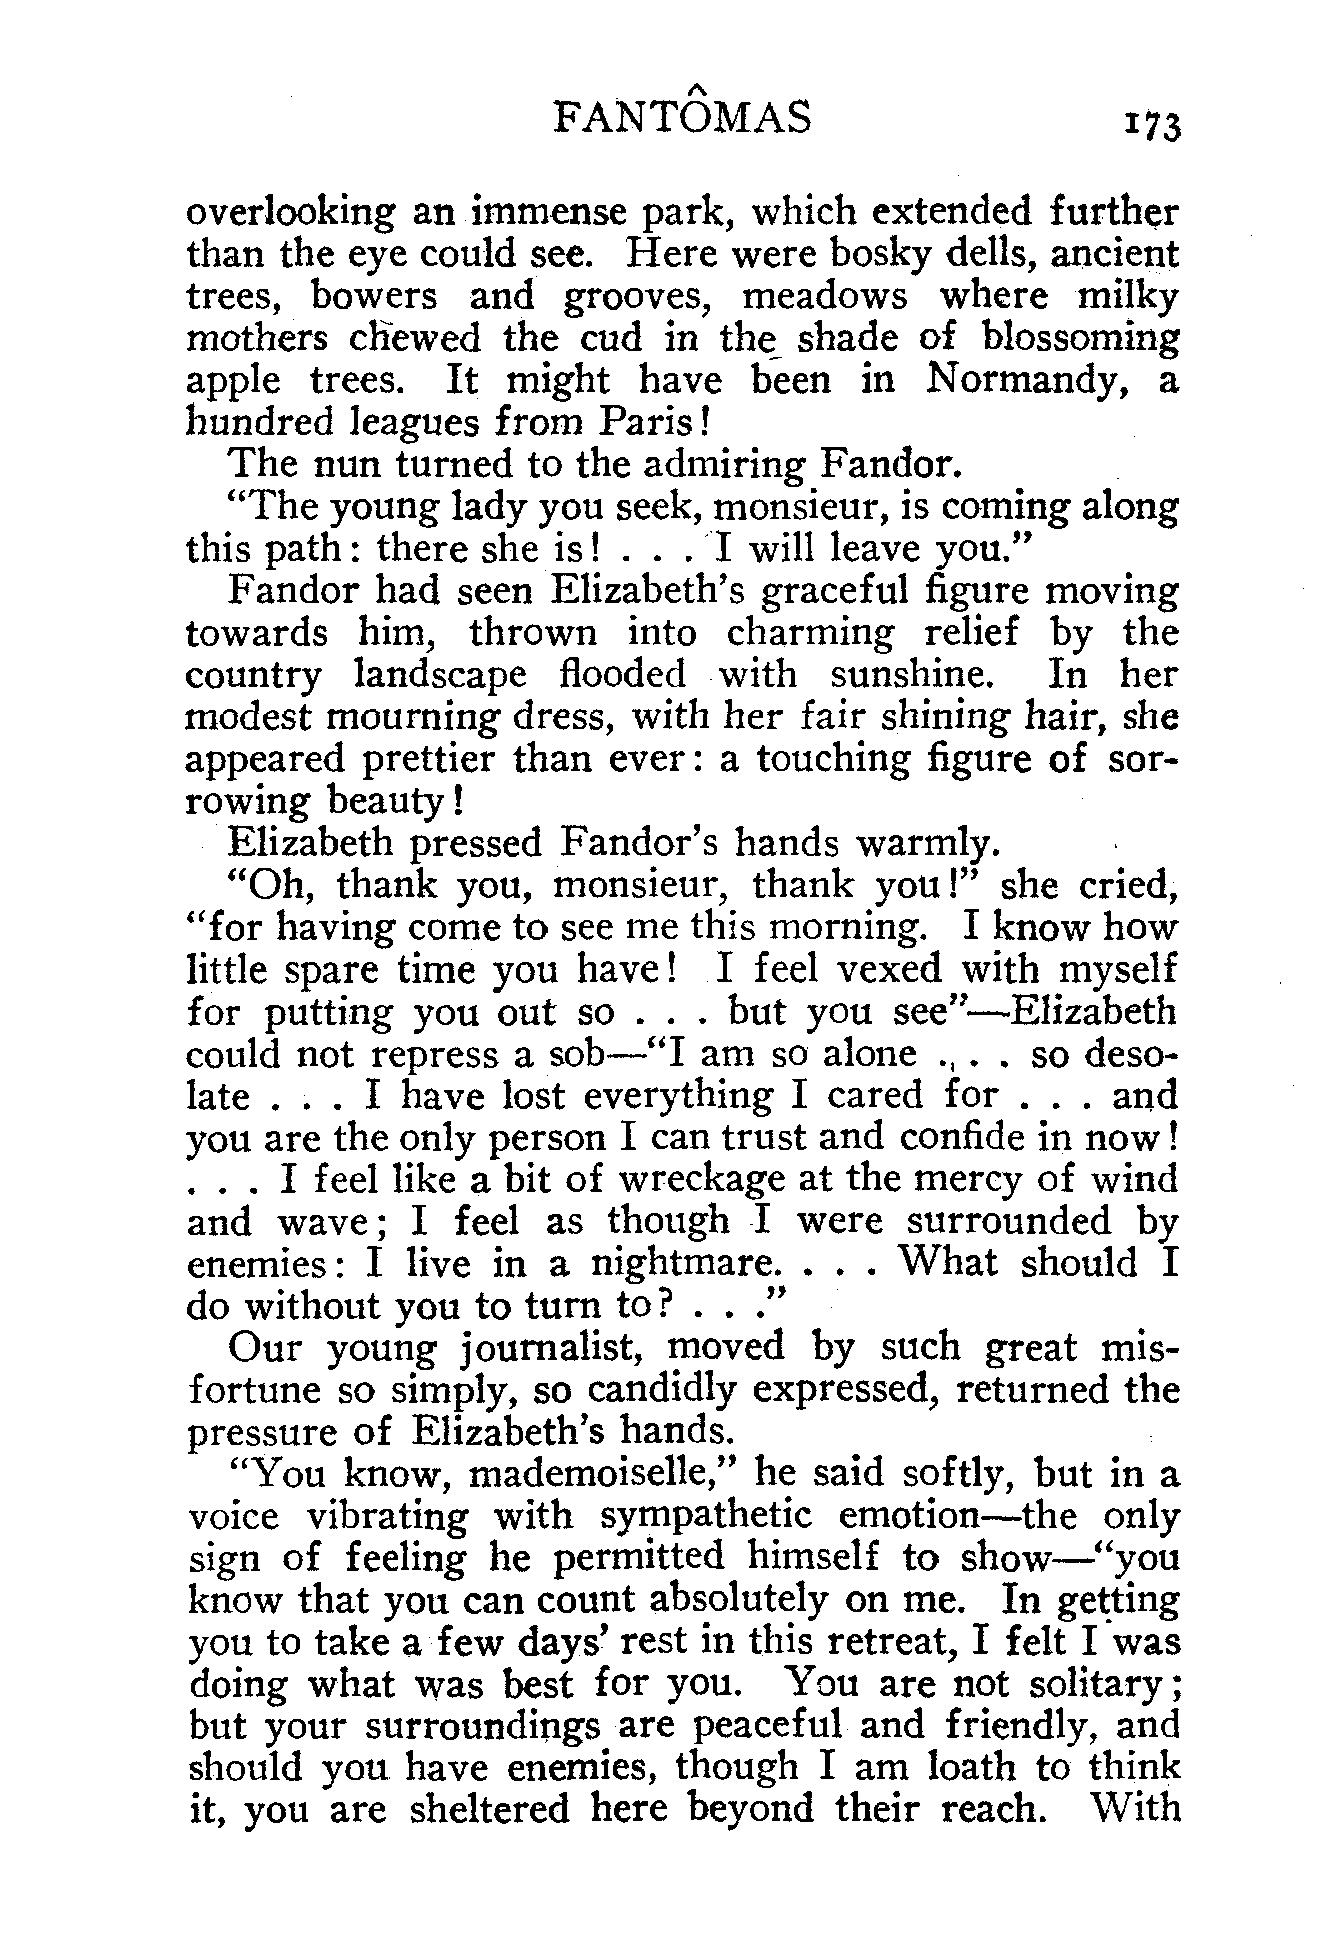 FANTÔMAS 173
overlooking an immense park, which extended further
than the eye could see. Here were bosky dells, ancient
trees, bowers and grooves, meadows where milky
mothers chewed the cud in the shade of blossoming
apple trees. It might have been in Normandy, a
hundred leagues from Paris!
The nun turned to the admiring Fandor.
“The young lady you seek, monsieur, is coming along
this path: there she is! . . . I will leave you.”
Fandor had seen Elizabeth’s graceful figure moving
towards him, thrown into charming relief by the
country landscape flooded with sunshine. In her
modest mourning dress, with her fair shining hair, she
appeared prettier than ever: a touching figure of sor-
rowing beauty!
Elizabeth pressed Fandor’s hands warmly.
“Oh, thank you, monsieur, thank you!” she cried,
“for having come to see me this morning. I know how
little spare time you have! I feel vexed with myself
for putting you out so . . . but you see”—Elizabeth
could not repress a sob—“I am so alone . . . so deso-
late . . . I have lost everything I cared for . . . and
you are the only person I can trust and confide in now!
. . . I feel like a bit of wreckage at the mercy of wind
and wave; I feel as though I were surrounded by
enemies: I live in a nightmare. . . . What should I
do without you to turn to? . . .”
Our young journalist, moved by such great mis-
fortune so simply, so candidly expressed, returned the
pressure of Elizabeth’s hands.
“You know, mademoiselle,” he said softly, but in a
voice vibrating with sympathetic emotion—the only
sign of feeling he permitted himself to show—“you
know that you can count absolutely on me. In getting
you to take a few days’ rest in this retreat, I felt I was
doing what was best for you. You are not solitary;
but your surroundings are peaceful and friendly, and
should you have enemies, though I am loath to think
it, you are sheltered here beyond their reach. With